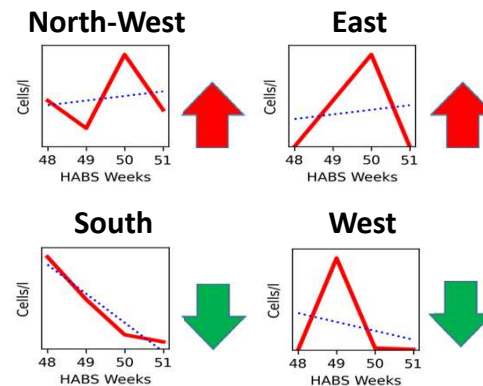 North-West
Cells/l
48 49 50 51
HABS Weeks
East
Cells/l
48 49 50 51
HABS Weeks
South
Cells/l
48 49 50 51
HABS Weeks
West
Cells/l
48 49 50 51
HABS Weeks